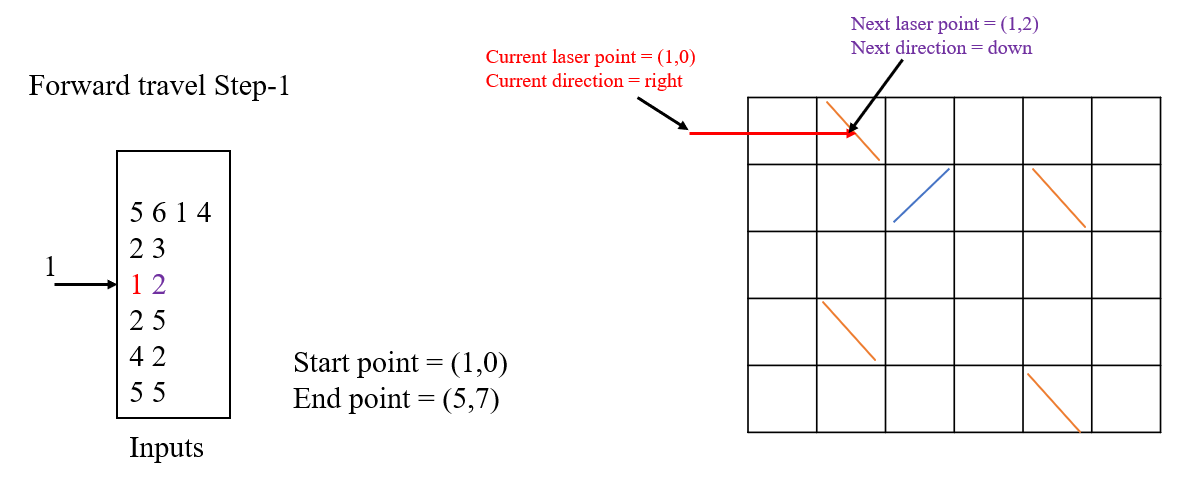 Next laser point = (1,2)
Next direction = down
Current laser point = (1,0)
Current direction = right
Forward travel Step-1
5 6 1 4
2 3
1
1 2
2 5
4 2
5 5
Start point = (1,0)
End point = (5,7)
Inputs